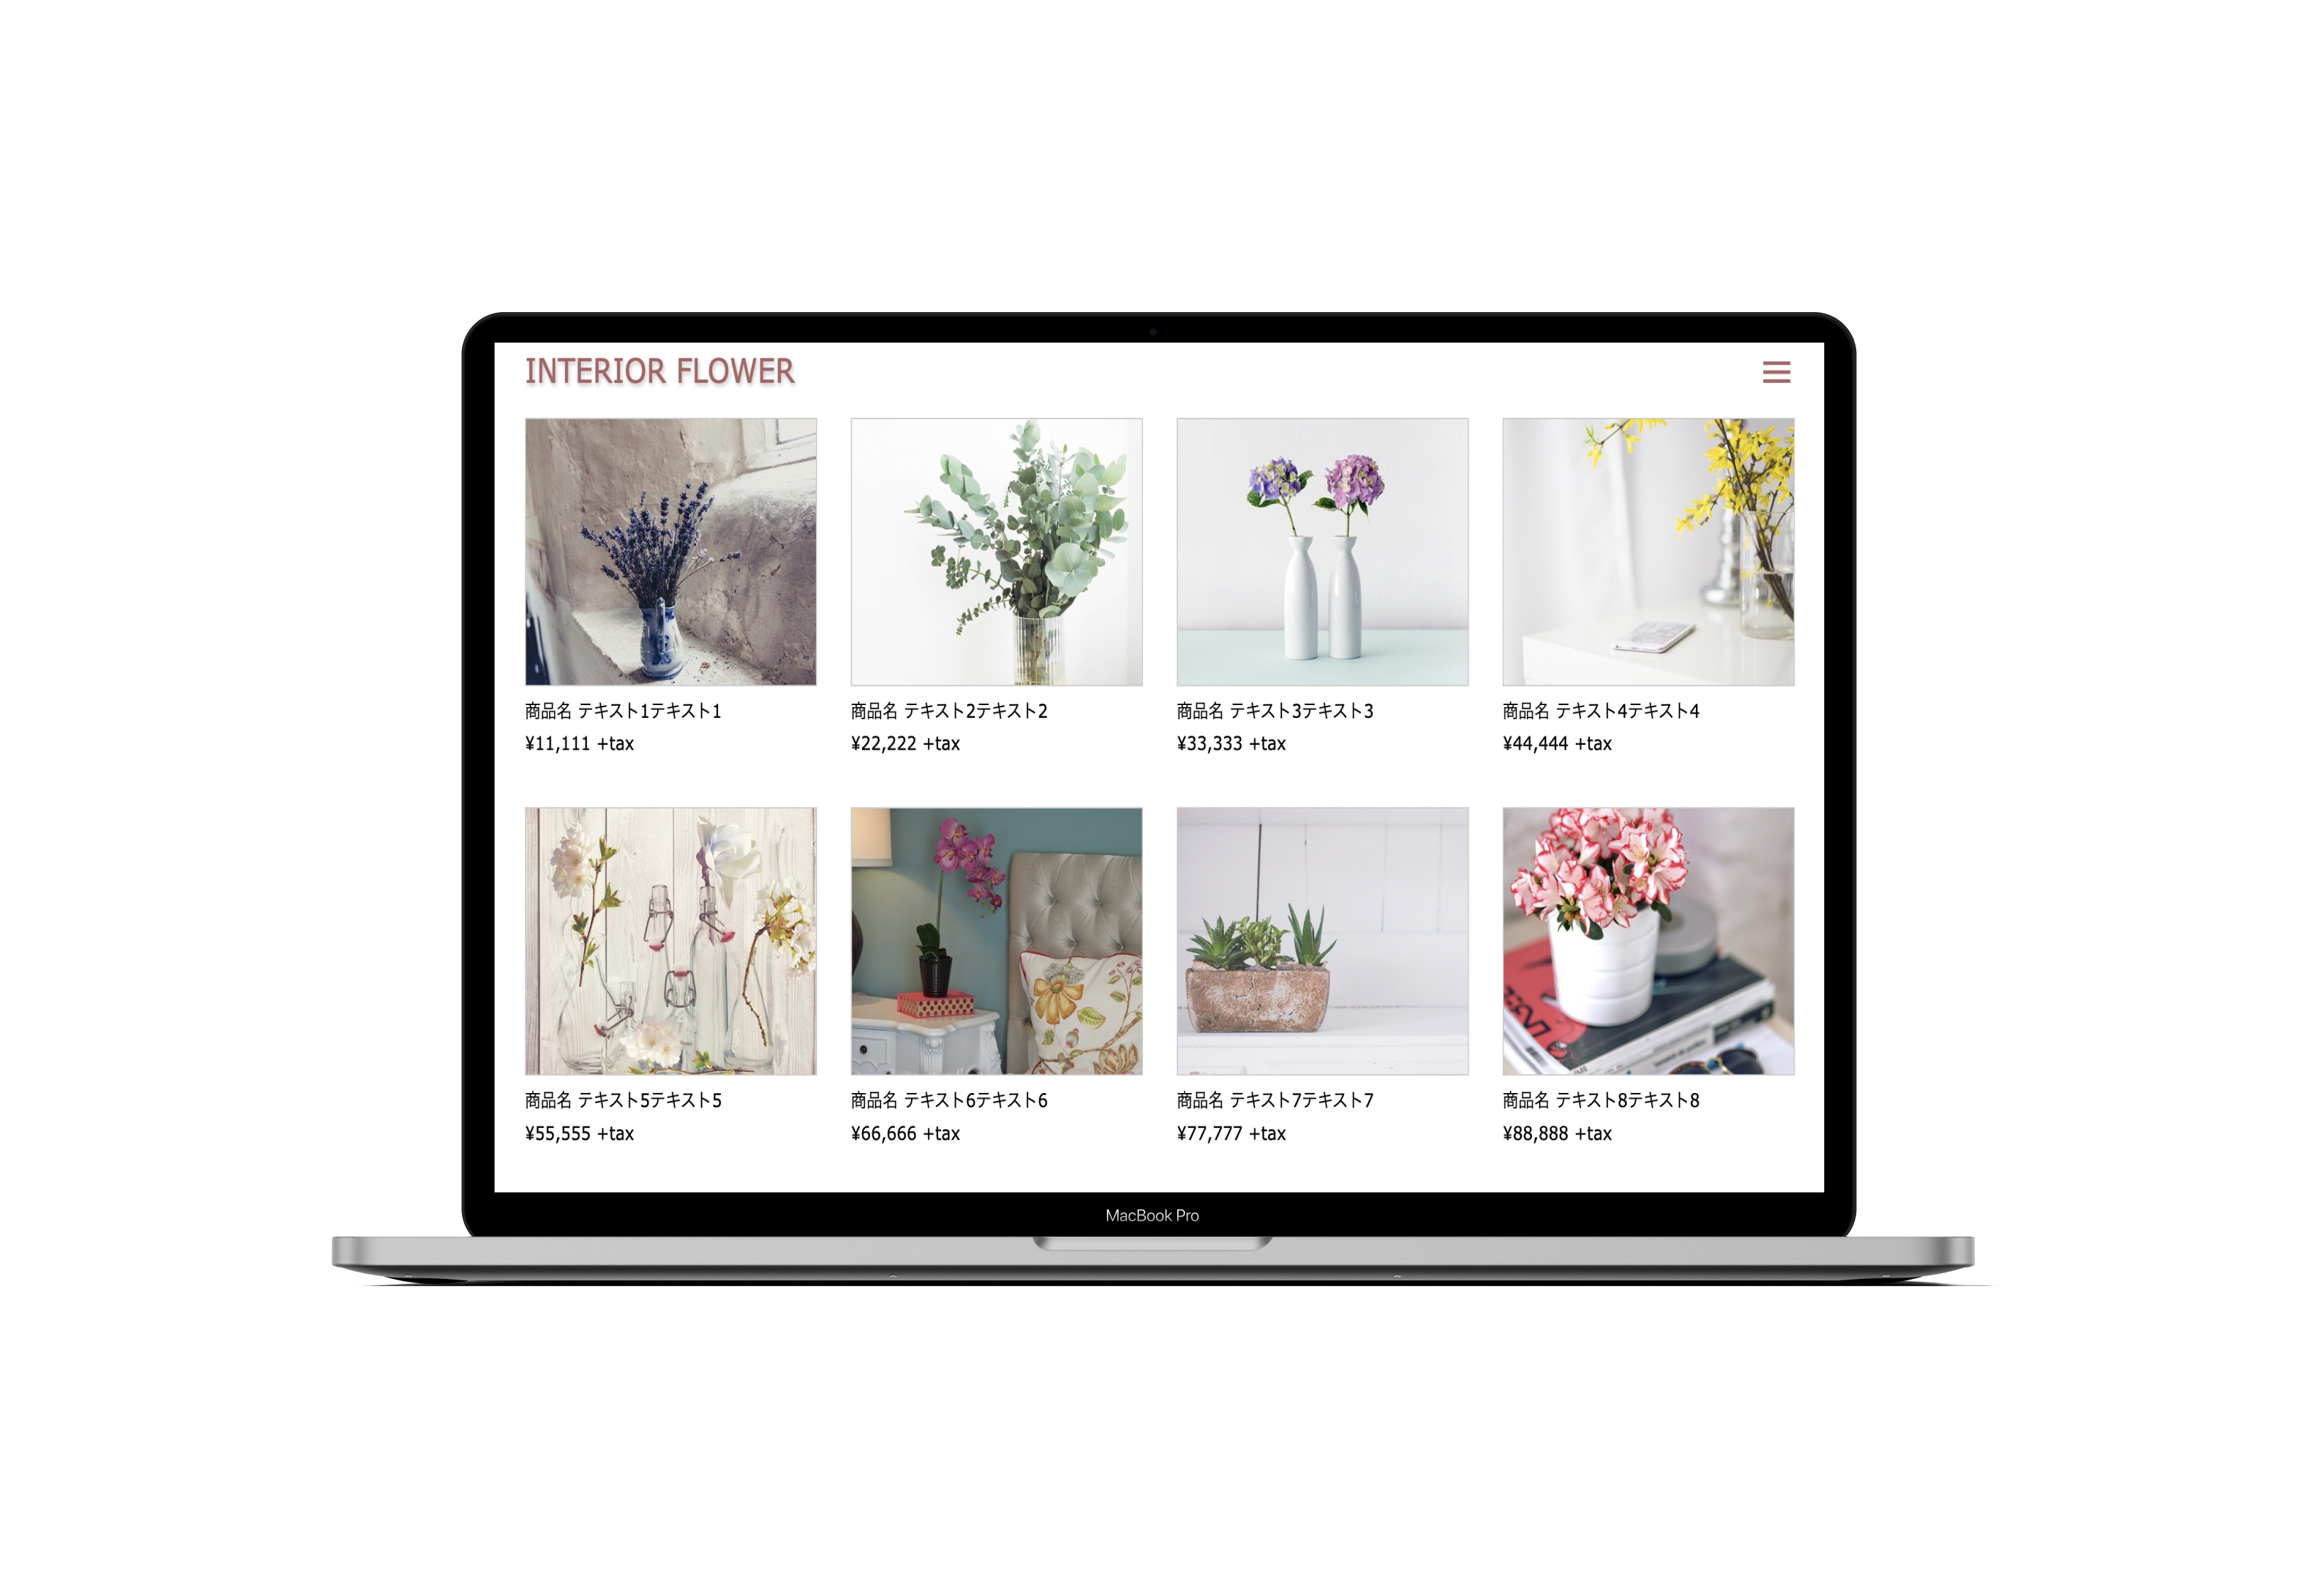 INTERIOR FLOWER
商品名 テキスト1テキスト1
¥11,111 +tax
商品名 テキスト2テキスト2
¥22,222 +tax
商品名 テキスト3テキスト3
¥33,333 +tax
商品名 テキスト4テキスト4
¥44,444 +tax
商品名 テキスト5テキスト5
¥55,555 +tax
商品名 テキスト6テキスト6
¥66,666 +tax
商品名 テキスト7テキスト7
¥77,777 +tax
商品名 テキスト8テキスト8
¥88,888 +tax
MacBook Pro